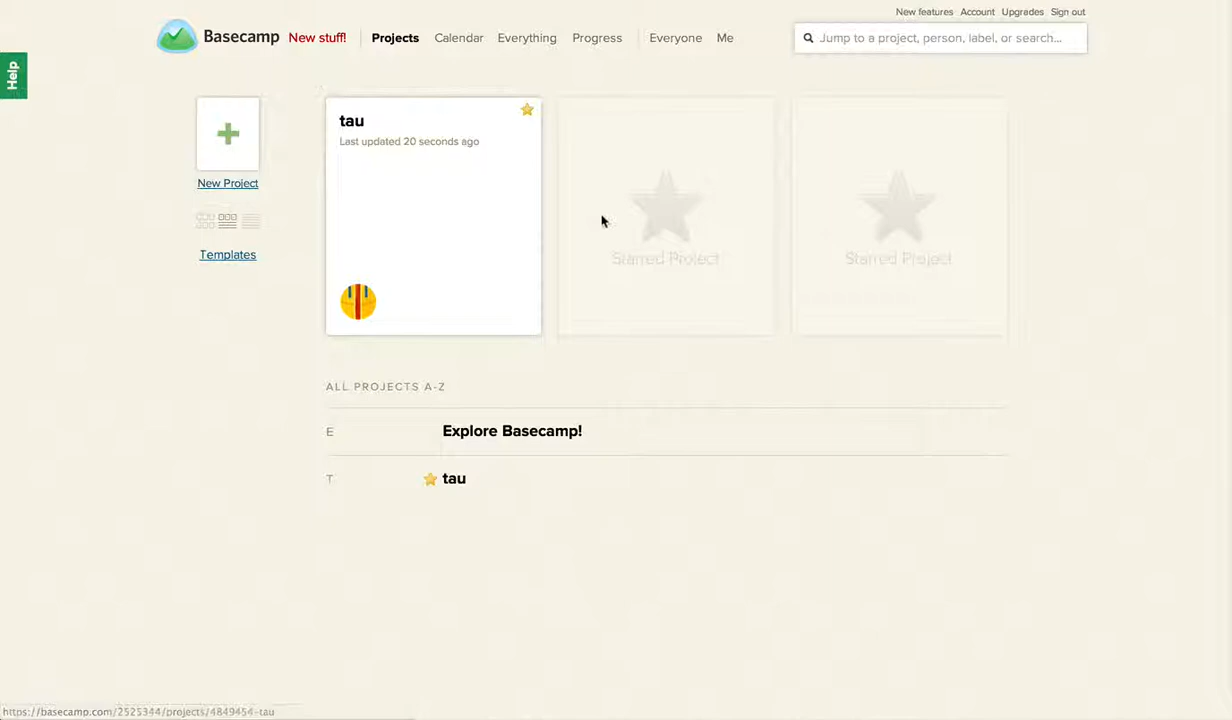 New features Account Upgrades Sign out
Basecamp New stuff! Projects Calendar Everything Progress Everyone Me
Jump to a project, person, label, or search...
Help
tau
Last updated 20 seconds ago
New Project
Templates
Starred Project
Starred Project
ALL PROJECTS A-Z
E Explore Basecamp!
T tau
https://basecamp.com/2525344/projects/4849454-tau